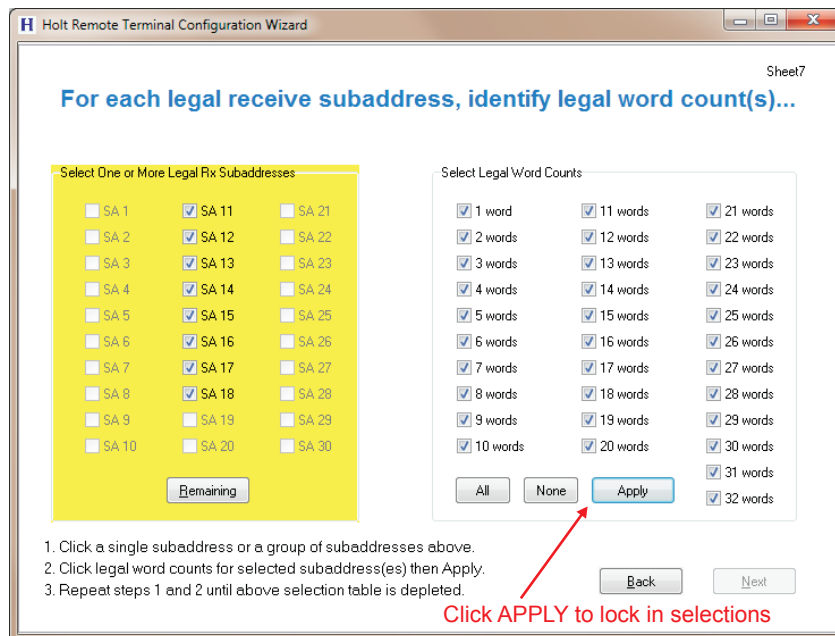 H Holt Remote Terminal Configuration Wizard
Sheet7
For each legal receive subaddress, identify legal word count(s)...
Select One or More Legal Rx Subaddresses
SA 1 SA 11 SA 21
SA 2 SA 12 SA 22
SA 3 SA 13 SA 23
SA 4 SA 14 SA 24
SA 5 SA 15 SA 25
SA 6 SA 16 SA 26
SA 7 SA 17 SA 27
SA 8 SA 18 SA 28
SA 9 SA 19 SA 29
SA 10 SA 20 SA 30
Remaining
Select Legal Word Counts
1 word 11 words 21 words
2 words 12 words 22 words
3 words 13 words 23 words
4 words 14 words 24 words
5 words 15 words 25 words
6 words 16 words 26 words
7 words 17 words 27 words
8 words 18 words 28 words
9 words 19 words 29 words
10 words 20 words 30 words
31 words
All None Apply 32 words
1. Click a single subaddress or a group of subaddresses above.
2. Click legal word counts for selected subaddress(es) then Apply.
3. Repeat steps 1 and 2 until above selection table is depleted.
Back Next
Click APPLY to lock in selections